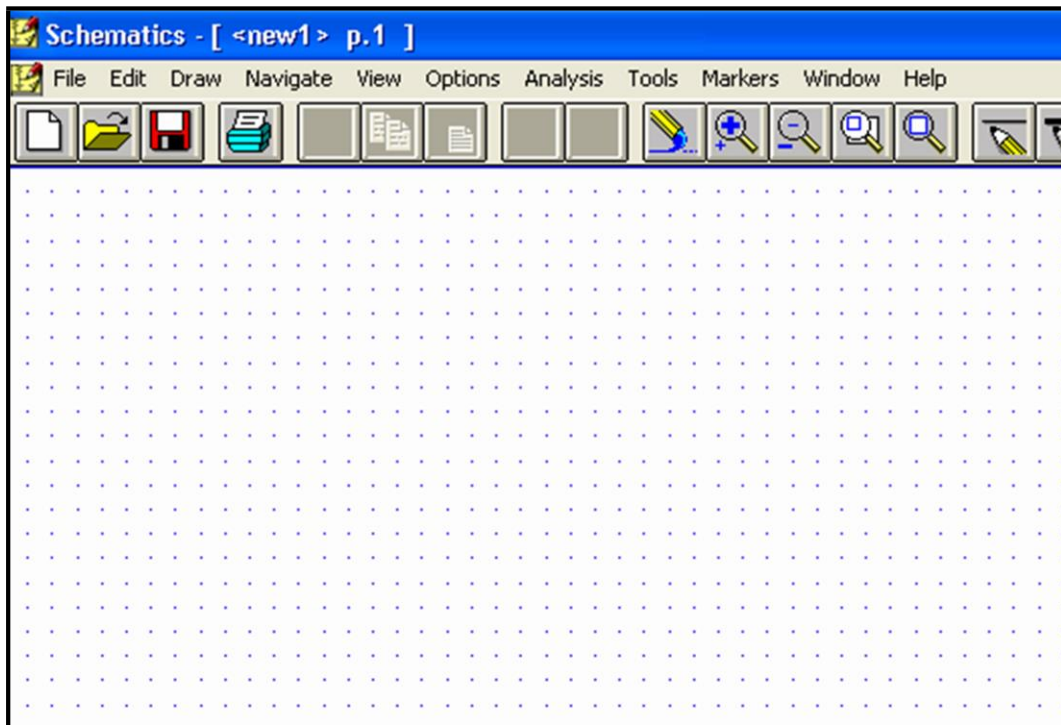 Schematics - [ <new1> p.1 ]
File Edit Draw Navigate View Options Analysis Tools Markers Window Help